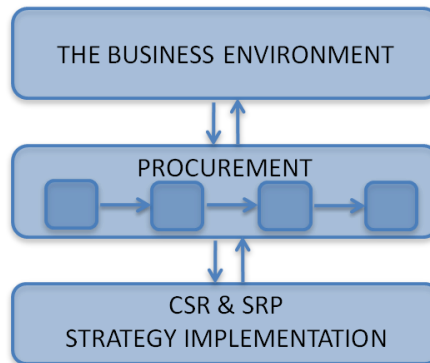 THE BUSINESS ENVIRONMENT
PROCUREMENT
CSR & SRP
STRATEGY IMPLEMENTATION